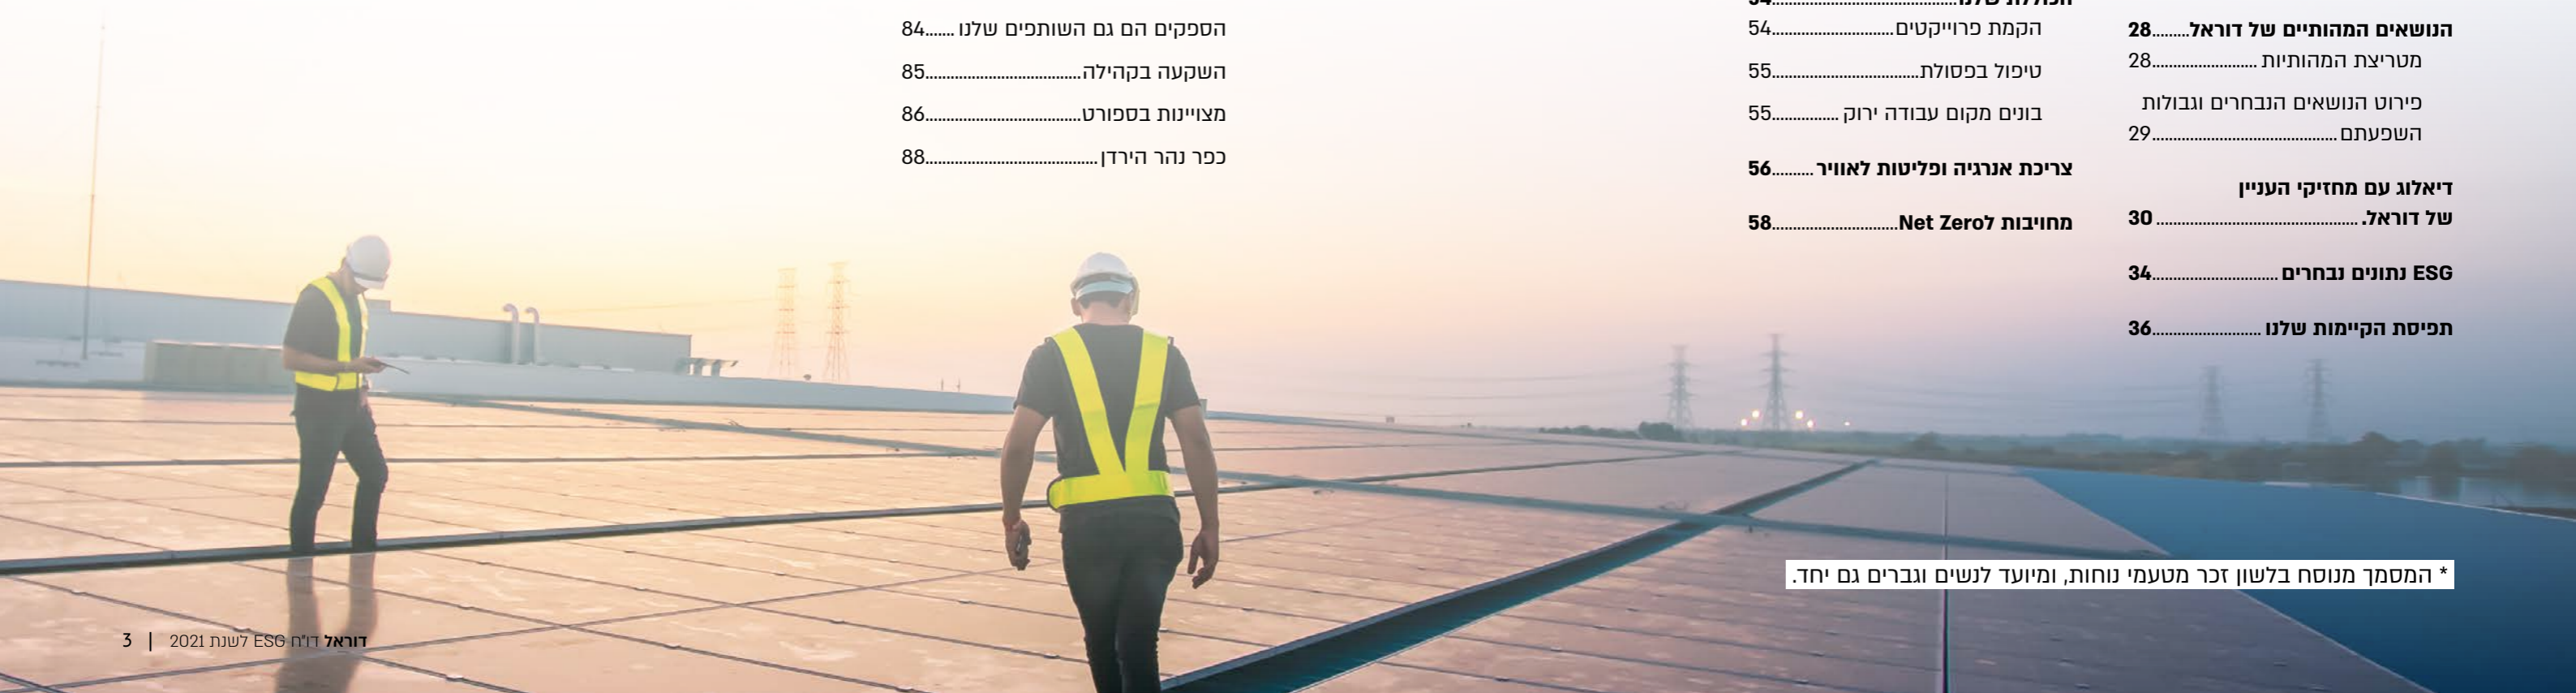 הנושאים המהותיים של דוראל.........28
מטריצת המהותיות.........................28
פירוט הנושאים הנבחרים וגבולות
השפעתם............................................29
דיאלוג עם מחזיקי העניין
של דוראל. ................................................30
ESG נתונים נבחרים..............................34
תפיסת הקיימות שלנו ..........................36
הקמת פרוייקטים.............................54
טיפול בפסולת...................................55
בונים מקום עבודה ירוק ................55
צריכת אנרגיה ופליטות לאוויר..........56
מחויבות לNet Zero..............................58
הספקים הם גם השותפים שלנו .......84
השקעה בקהילה.....................................85
מצויינות בספורט.....................................86
כפר נהר הירדן.........................................88
* המסמך מנוסח בלשון זכר מטעמי נוחות, ומיועד לנשים וגברים גם יחד.
דוראל דו"ח ESG לשנת 2021 | 3